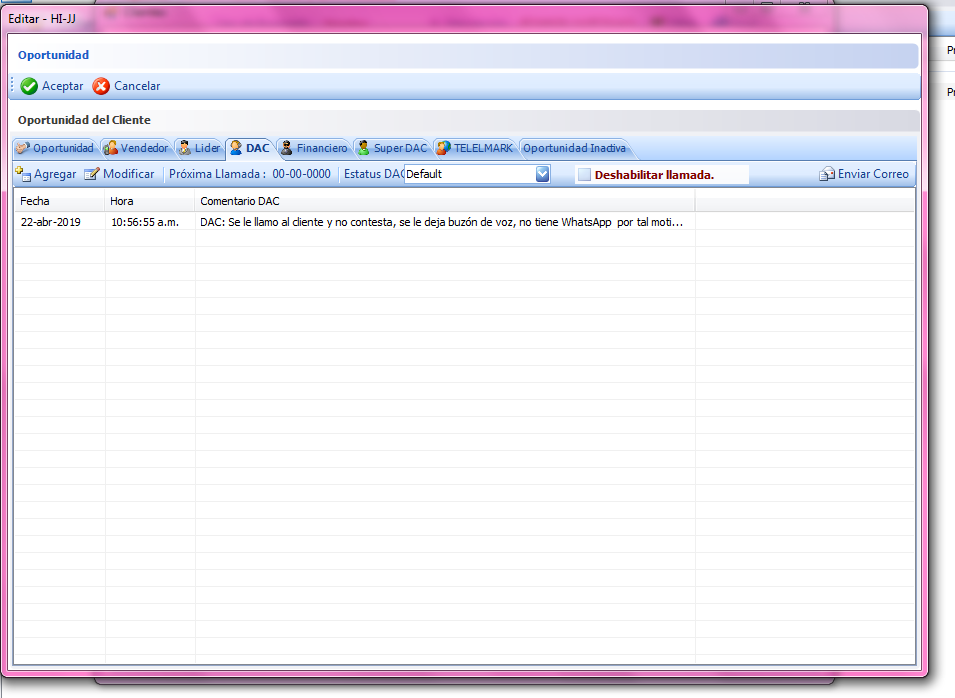 Editar - HI-JJ
Oportunidad
Aceptar Cancelar
Oportunidad del Cliente
Oportunidad Vendedor Lider DAC Financiero Super DAC TELELMARK Oportunidad Inactiva
Agregar Modificar Próxima Llamada : 00-00-0000 Estatus DAC Default Deshabilitar llamada. Enviar Correo
Fecha Hora Comentario DAC
22-abr-2019 10:56:55 a.m. DAC: Se le llamo al cliente y no contesta, se le deja buzón de voz, no tiene WhatsApp por tal moti...
Pr
Pr